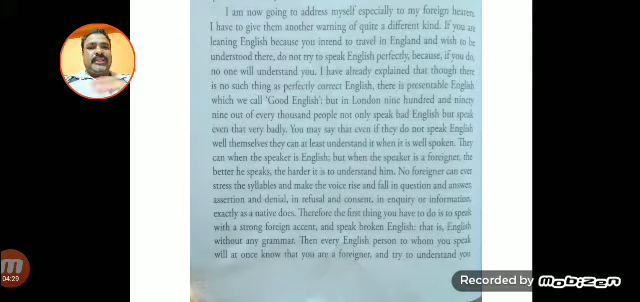 I am now going to address myself especially to my foreign hearers.
I have to give them another warning of quite a different kind. If you are
leaning English because you intend to travel in England and wish to be
understood there, do not try to speak English perfectly, because, if you do,
no one will understand you. I have already explained that though there
is no such thing as perfectly correct English, there is presentable English
which we call 'Good English'; but in London nine hundred and ninety
nine out of every thousand people not only speak bad English but speak
even that very badly. You may say that even if they do not speak English
well themselves they can at least understand it when it is well spoken. They
can when the speaker is English; but when the speaker is a foreigner, the
better he speaks, the harder it is to understand him. No foreigner can ever
stress the syllables and make the voice rise and fall in question and answer,
assertion and denial, in refusal and consent, in enquiry or information,
exactly as a native does. Therefore the first thing you have to do is to speak
with a strong foreign accent, and speak broken English: that is, English
without any grammar. Then every English person to whom you speak
will at once know that you are a foreigner, and try to understand you
04:29
Recorded by MOBIZEN